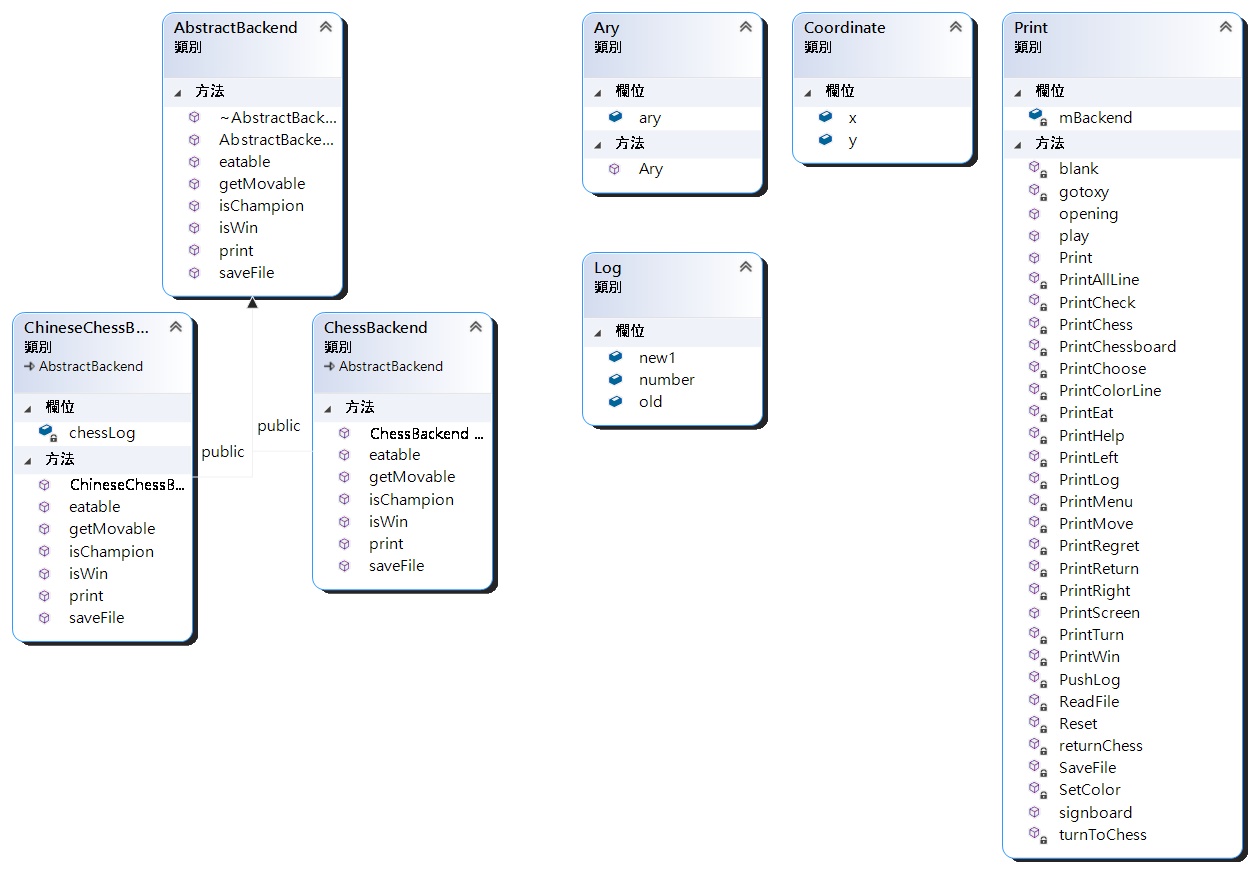 AbstractBackend
類別
方法
~AbstractBack...
AbstractBacke...
eatable
getMovable
isChampion
isWin
print
saveFile
ChineseChessB...
類別
AbstractBackend
欄位
chessLog
方法
ChineseChessB...
eatable
getMovable
isChampion
isWin
print
saveFile
public
public
ChessBackend
類別
AbstractBackend
方法
ChessBackend ...
eatable
getMovable
isChampion
isWin
print
saveFile
Ary
類別
欄位
ary
方法
Ary
Log
類別
欄位
new1
number
old
Coordinate
類別
欄位
x
y
Print
類別
欄位
mBackend
方法
blank
gotoxy
opening
play
Print
PrintAllLine
PrintCheck
PrintChess
PrintChessboard
PrintChoose
PrintColorLine
PrintEat
PrintHelp
PrintLeft
PrintLog
PrintMenu
PrintMove
PrintRegret
PrintReturn
PrintRight
PrintScreen
PrintTurn
PrintWin
PushLog
ReadFile
Reset
returnChess
SaveFile
SetColor
signboard
turnToChess